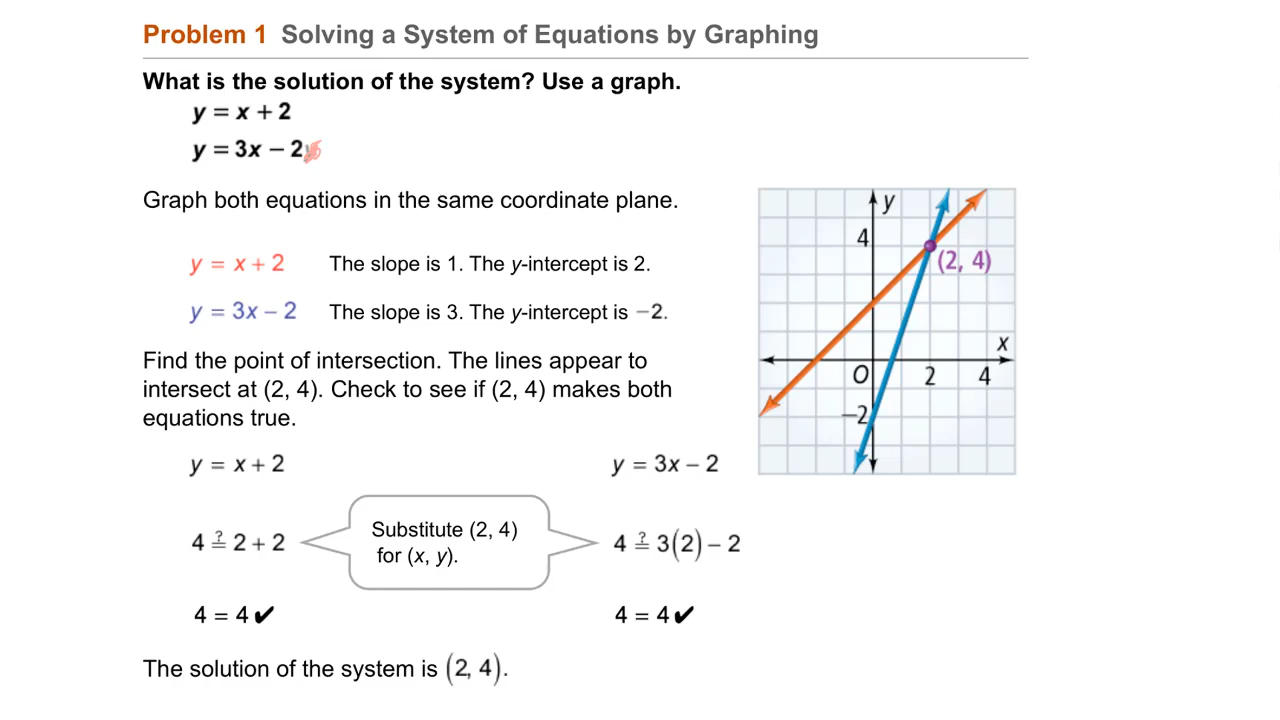 Problem 1 Solving a System of Equations by Graphing
What is the solution of the system? Use a graph.
y = x + 2
y = 3x − 2
Graph both equations in the same coordinate plane.
y = x + 2 The slope is 1. The y-intercept is 2.
y = 3x − 2 The slope is 3. The y-intercept is −2.
Find the point of intersection. The lines appear to
intersect at (2, 4). Check to see if (2, 4) makes both
equations true.
y
4
(2, 4)
x
O 2 4
−2
y = x + 2 y = 3x − 2
Substitute (2, 4)
for (x, y).
4 ≟ 2 + 2 4 ≟ 3(2) − 2
4 = 4 ✔ 4 = 4 ✔
The solution of the system is (2, 4).